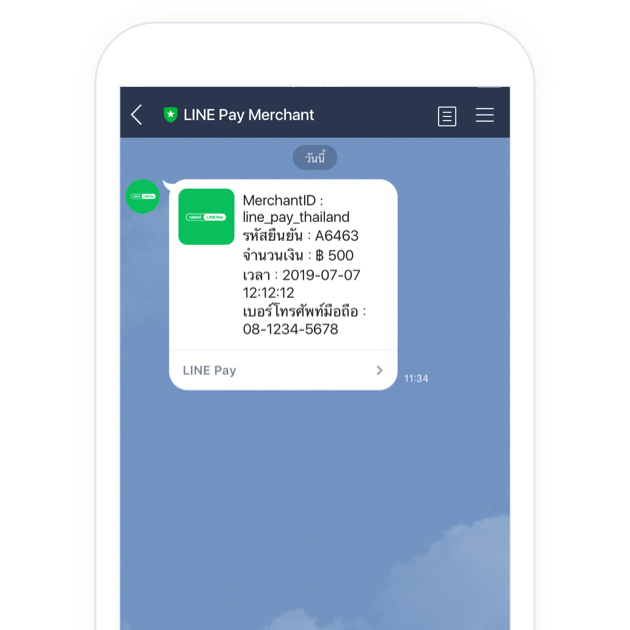 LINE Pay Merchant
วันนี้
MerchantID :
line_pay_thailand
รหัสยืนยัน : A6463
จำนวนเงิน : ฿ 500
เวลา : 2019-07-07
12:12:12
เบอร์โทรศัพท์มือถือ :
08-1234-5678
rabbit LINE Pay
LINE Pay
11:34